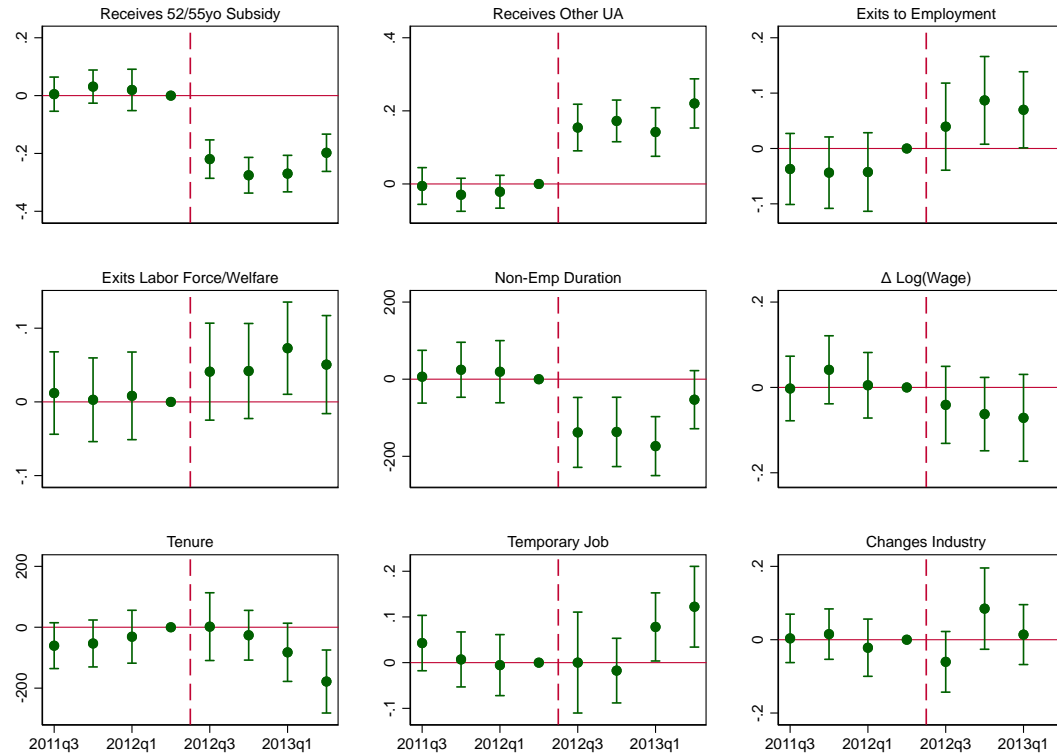 Receives 52/55yo Subsidy
.2
0
-.2
-.4
Receives Other UA
.4
.2
0
Exits to Employment
.2
.1
0
-.1
Exits Labor Force/Welfare
.1
0
-.1
Non-Emp Duration
200
0
-200
Δ Log(Wage)
.2
0
-.2
Tenure
200
0
-200
2011q3 2012q1 2012q3 2013q1
Temporary Job
.2
.1
0
-.1
2011q3 2012q1 2012q3 2013q1
Changes Industry
.2
0
-.2
2011q3 2012q1 2012q3 2013q1